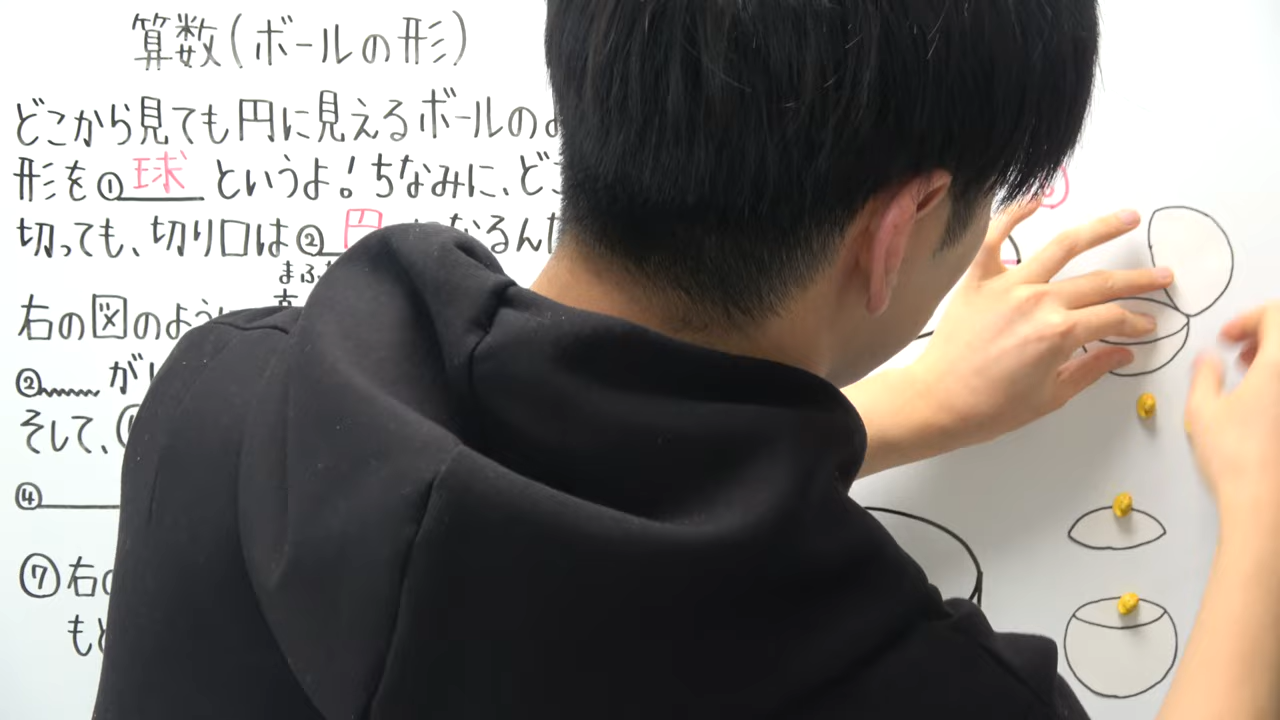 算数(ボールの形)
どこから見ても円に見えるボールの
形を①球というよ!ちなみに、どこ
切っても、切り口は②円になるん
まふ
右の図のように
②が
そして、
④
⑦右の
もと